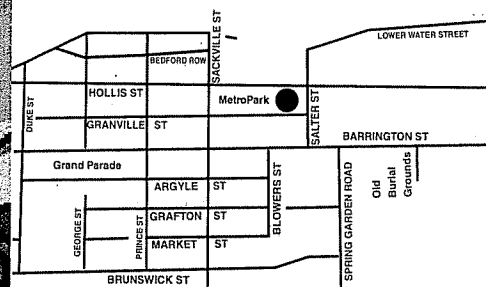 LOWER WATER STREET
SACKVILLE ST
BEDFORD ROW
DUKE ST
HOLLIS ST
MetroPark
SALTER ST
GRANVILLE ST
BARRINGTON ST
Grand Parade
Old
Burial
Grounds
ARGYLE ST
BLOWERS ST
SPRING GARDEN ROAD
GEORGE ST
PRINCE ST
GRAFTON ST
MARKET ST
BRUNSWICK ST